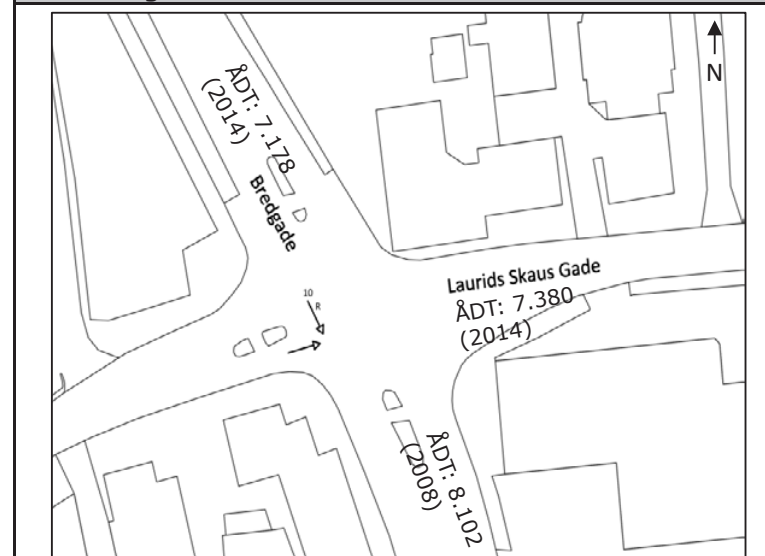 N
ÅDT: 7.178
(2014)
Bredgade
Laurids Skaus Gade
ÅDT: 7.380
(2014)
10
R
ÅDT: 8.102
(2008)